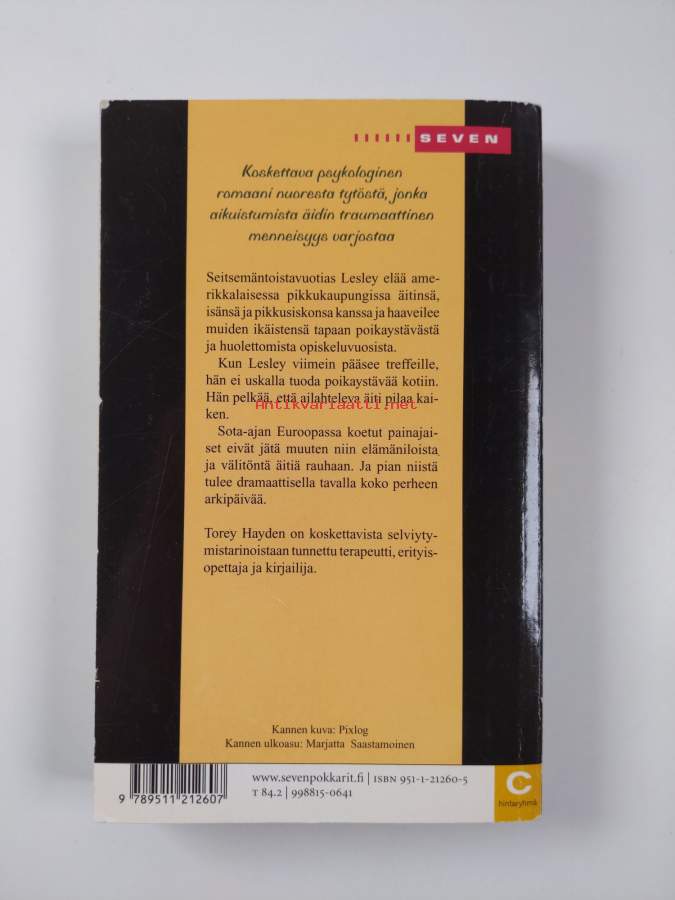 SEVEN
Koskettava psykologinen
romaani nuoresta tytöstä, jonka
aikuistumista äidin traumaattinen
menneisyys varjostaa
Seitsemäntoistavuotias Lesley elää ame-
rikkalaisessa pikkukaupungissa äitinsä,
isänsä ja pikkusiskonsa kanssa ja haaveilee
muiden ikäistensä tapaan poikaystävästä
ja huolettomista opiskeluvuosista.
Kun Lesley viimein pääsee treffeille,
hän ei uskalla tuoda poikaystävää kotiin.
Hän pelkää, että ailahteleva äiti pilaa kai-
ken.
Antikvariaatti.net
Sota-ajan Euroopassa koetut painajai-
set eivät jätä muuten niin elämäniloista
ja välitöntä äitiä rauhaan. Ja pian niistä
tulee dramaattisella tavalla koko perheen
arkipäivää.
Torey Hayden on koskettavista selviyty-
mistarinoistaan tunnettu terapeutti, erityis-
opettaja ja kirjailija.
Kannen kuva: Pixlog
Kannen ulkoasu: Marjatta Saastamoinen
www.sevenpokkarit.fi | ISBN 951-1-21260-5
T 84.2 | 998815-0641
9 789511 212607
C
hintaryhmä